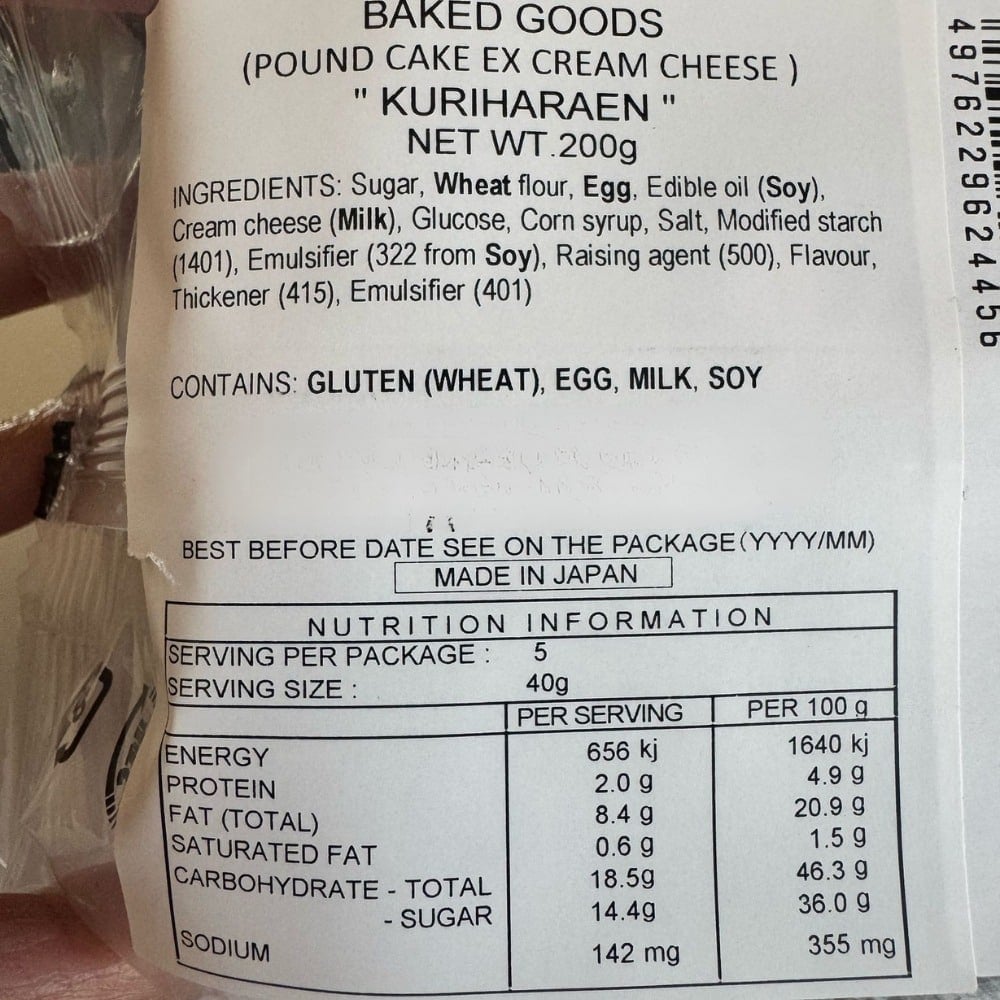 BAKED GOODS
(POUND CAKE EX CREAM CHEESE )
" KURIHARAEN "
NET WT.200g
INGREDIENTS: Sugar, Wheat flour, Egg, Edible oil (Soy),
Cream cheese (Milk), Glucose, Corn syrup, Salt, Modified starch
(1401), Emulsifier (322 from Soy), Raising agent (500), Flavour,
Thickener (415), Emulsifier (401)
CONTAINS: GLUTEN (WHEAT), EGG, MILK, SOY
BEST BEFORE DATE SEE ON THE PACKAGE(YYYY/MM)
MADE IN JAPAN
NUTRITION INFORMATION
SERVING PER PACKAGE : 5
SERVING SIZE : 40g
PER SERVING PER 100 g
ENERGY 656 kj 1640 kj
PROTEIN 2.0 g 4.9 g
FAT (TOTAL) 8.4 g 20.9 g
SATURATED FAT 0.6 g 1.5 g
CARBOHYDRATE - TOTAL 18.5g 46.3 g
- SUGAR 14.4g 36.0 g
SODIUM 142 mg 355 mg
4976229624456